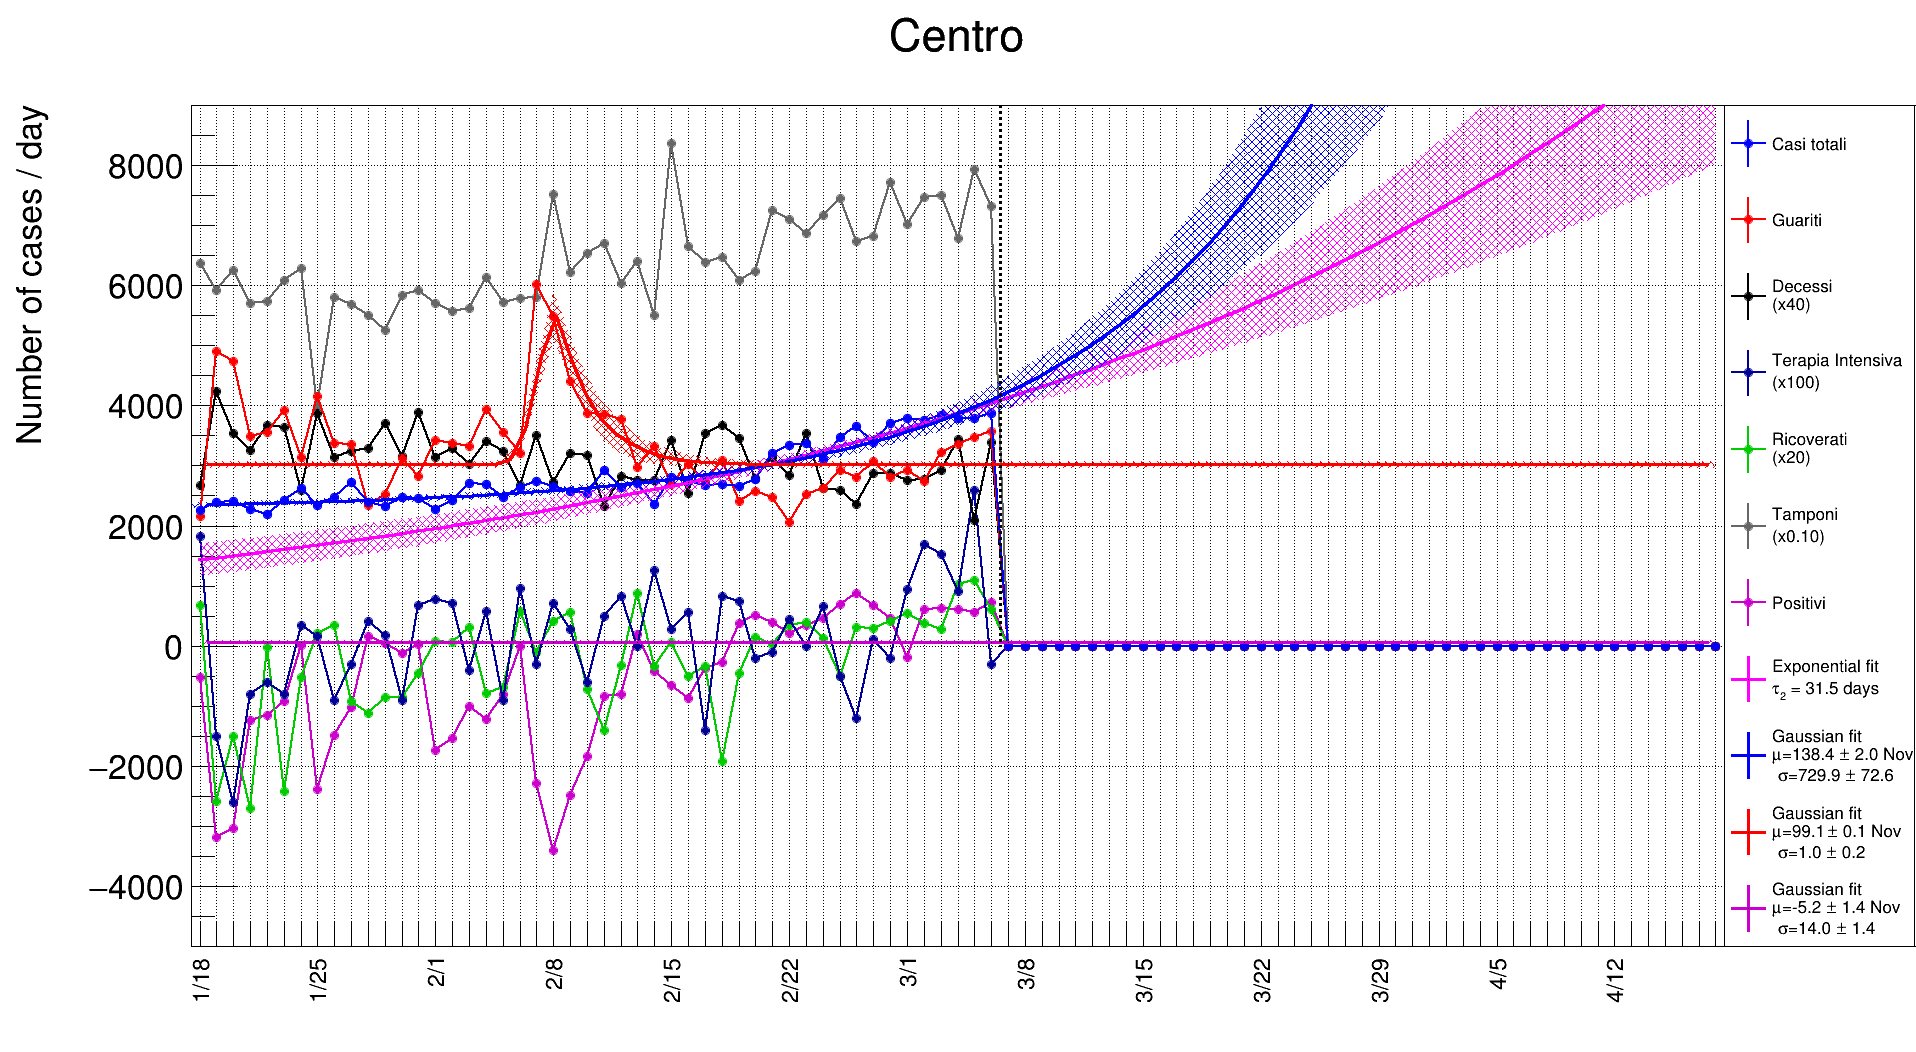 Centro
Number of cases / day
8000
6000
4000
2000
0
−2000
−4000
1/18
1/25
2/1
2/8
2/15
2/22
3/1
3/8
3/15
3/22
3/29
4/5
4/12
Casi totali
Guariti
Decessi
(x40)
Terapia Intensiva
(x100)
Ricoverati
(x20)
Tamponi
(x0.10)
Positivi
Exponential fit
τ2 = 31.5 days
Gaussian fit
μ=138.4 ± 2.0 Nov
σ=729.9 ± 72.6
Gaussian fit
μ=99.1 ± 0.1 Nov
σ=1.0 ± 0.2
Gaussian fit
μ=-5.2 ± 1.4 Nov
σ=14.0 ± 1.4